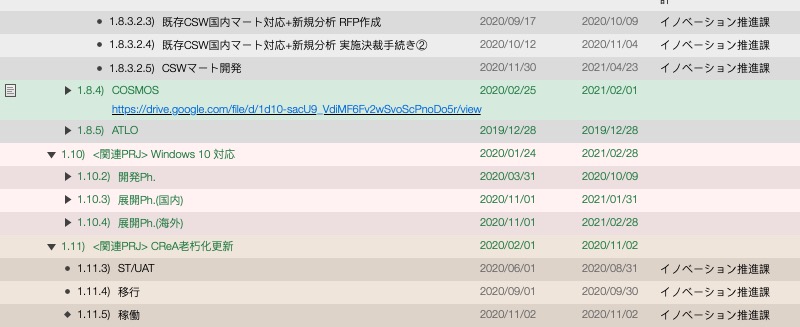 1.8.3.2.3) 既存CSW国内マート対応+新規分析 RFP作成 2020/09/17 2020/10/09 イノベーション推進課
1.8.3.2.4) 既存CSW国内マート対応+新規分析 実施決裁手続き② 2020/10/12 2020/11/04 イノベーション推進課
1.8.3.2.5) CSWマート開発 2020/11/30 2021/04/23 イノベーション推進課
1.8.4) COSMOS 2020/02/25 2021/02/01
https://drive.google.com/file/d/1d10-sacU9_VdiMF6Fv2wSvoScPnoDo5r/view
1.8.5) ATLO 2019/12/28 2019/12/28
1.10) <関連PRJ> Windows 10 対応 2020/01/24 2021/02/28
1.10.2) 開発Ph. 2020/03/31 2020/10/09
1.10.3) 展開Ph.(国内) 2020/11/01 2021/01/31
1.10.4) 展開Ph.(海外) 2020/11/01 2021/02/28
1.11) <関連PRJ> CReA老朽化更新 2020/02/01 2020/11/02
1.11.3) ST/UAT 2020/06/01 2020/08/31 イノベーション推進課
1.11.4) 移行 2020/09/01 2020/09/30 イノベーション推進課
1.11.5) 稼働 2020/11/02 2020/11/02 イノベーション推進課